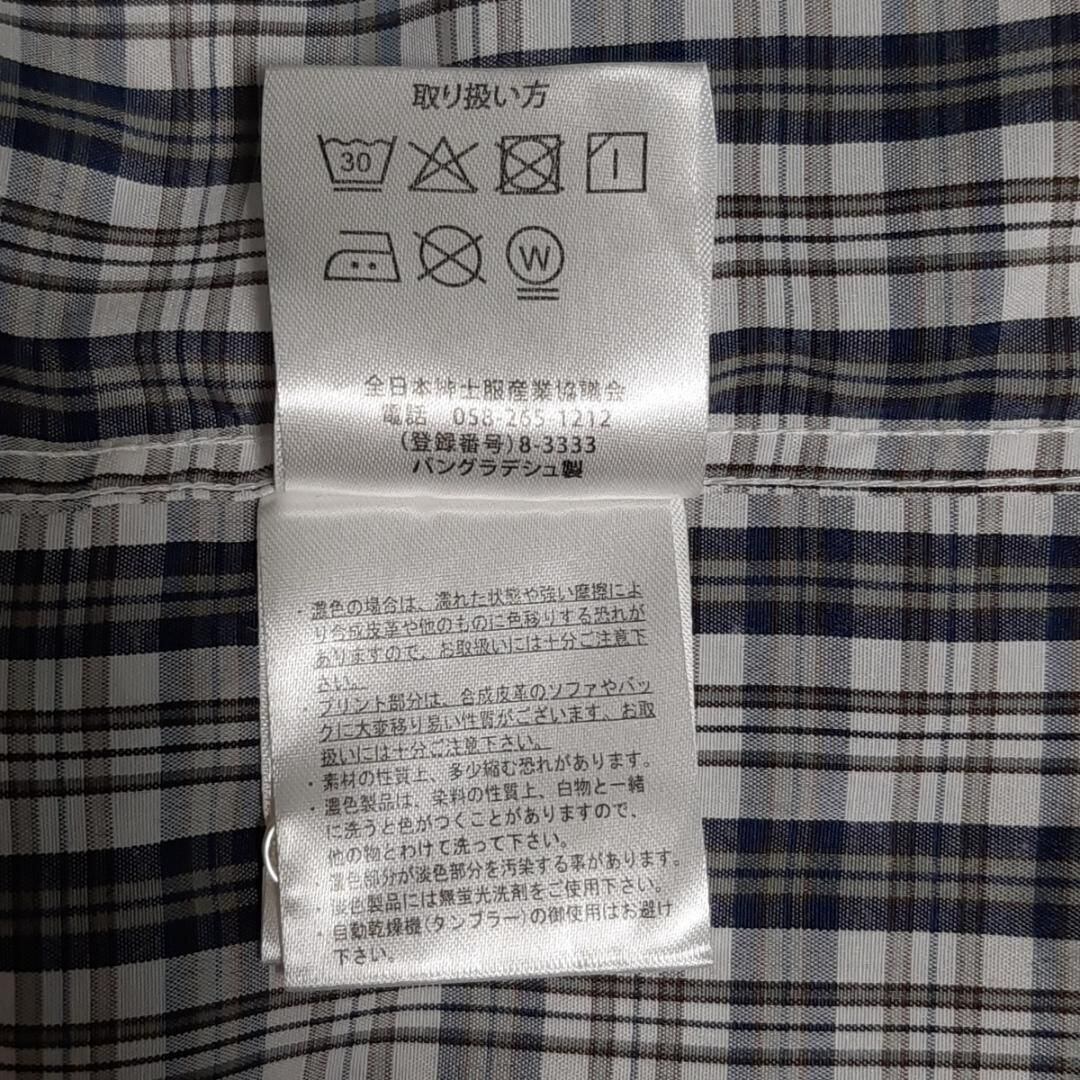 取り扱い方
30
W
全日本紳士服産業協議会
電話 058-265-1212
(登録番号)8-3333
バングラデシュ製
・濃色の場合は、濡れた状態や強い摩擦によ
り合成皮革や他のものに色移りする恐れが
ありますので、お取扱いには十分ご注意下
さい。
・プリント部分は、合成皮革のソファやバッ
グに大変移り易い性質がございます、お取
扱いには十分ご注意下さい。
・素材の性質上、多少縮む恐れがあります。
・濃色製品は、染料の性質上、白物と一緒
に洗うと色がつくことがありますので、
他の物とわけて洗って下さい。
・濃色部分が淡色部分を汚染する事があります。
・淡色製品には無蛍光洗剤をご使用下さい。
・自動乾燥機(タンブラー)の御使用はお避け
下さい。